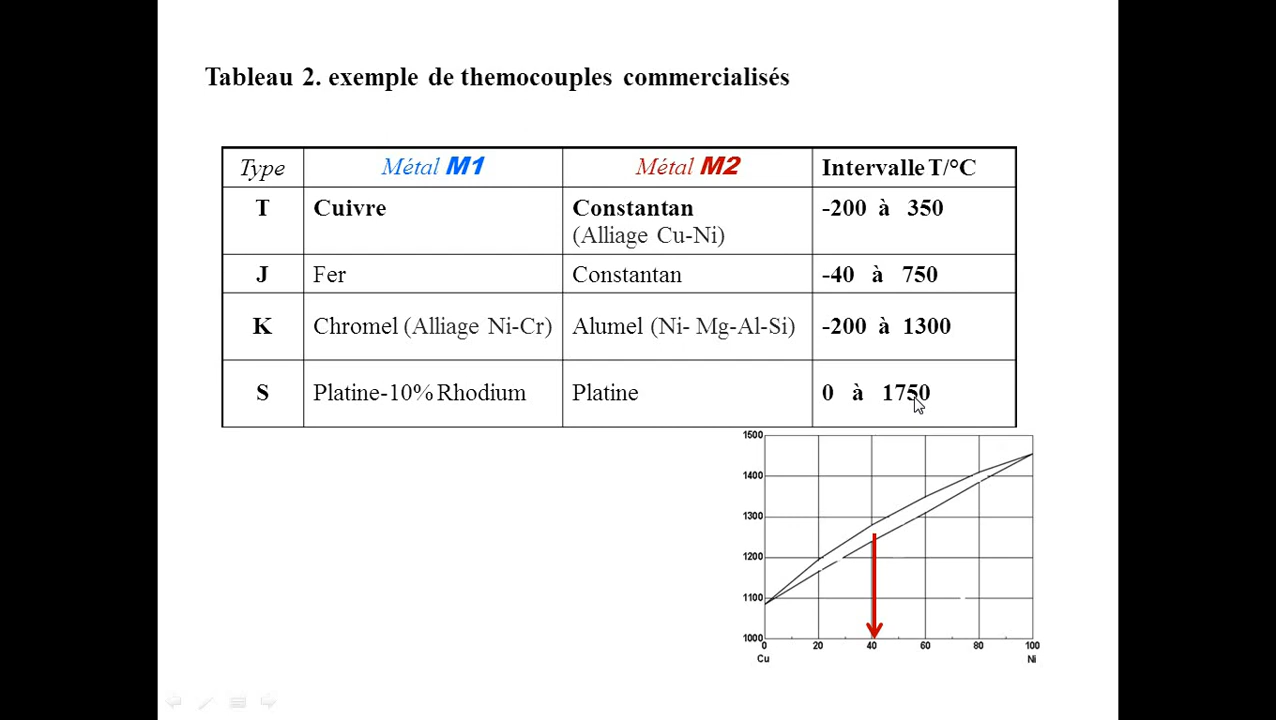 Tableau 2. exemple de themocouples commercialisés
Type Métal M1 Métal M2 Intervalle T/°C
T Cuivre Constantan -200 à 350
(Alliage Cu-Ni)
J Fer Constantan -40 à 750
K Chromel (Alliage Ni-Cr) Alumel (Ni- Mg-Al-Si) -200 à 1300
S Platine-10% Rhodium Platine 0 à 1750
1500
1400
1300
1200
1100
1000
0 20 40 60 80 100
Cu Ni